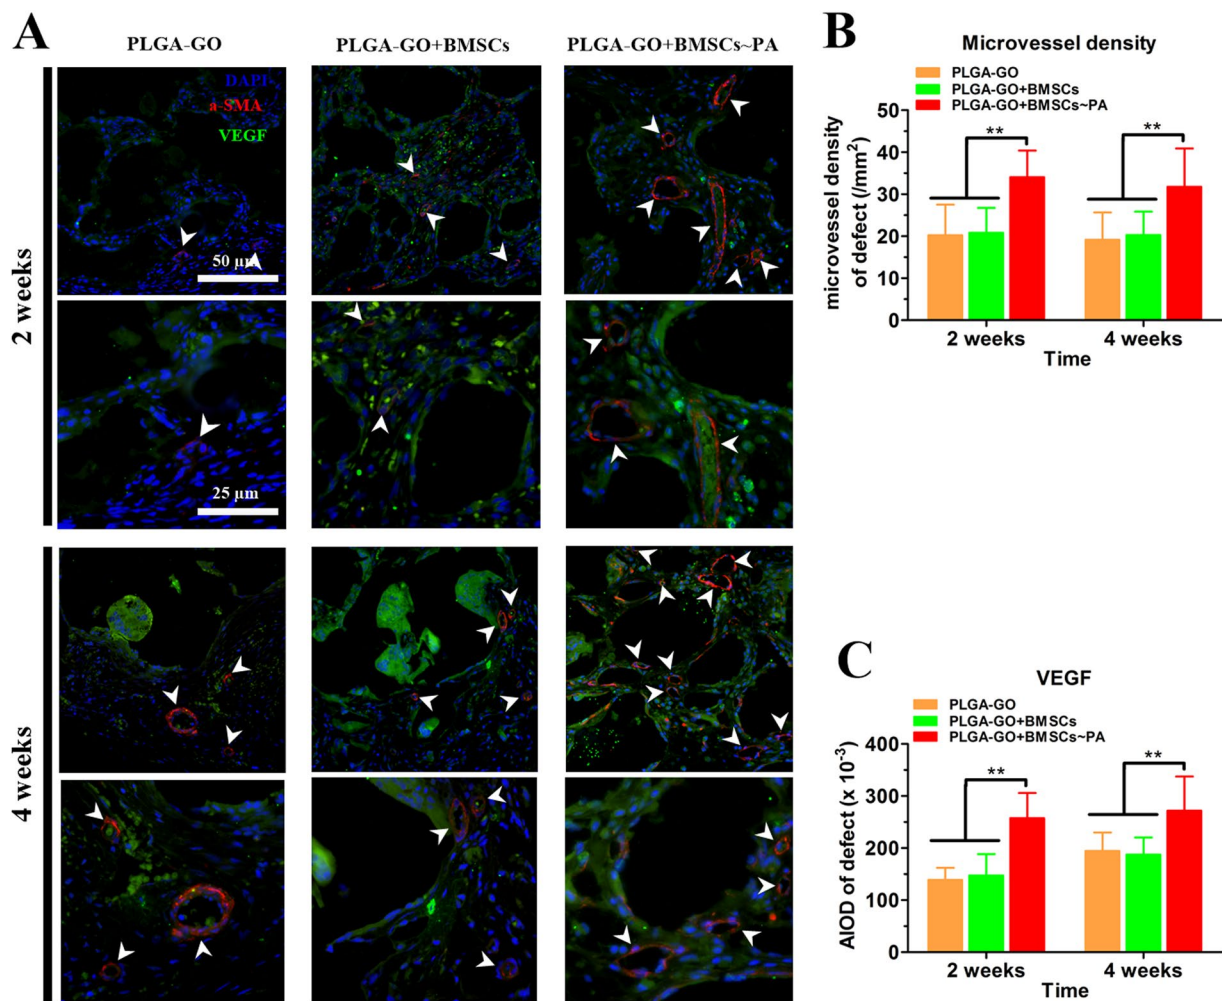 A
PLGA-GO
PLGA-GO+BMSCs
PLGA-GO+BMSCs~PA
2 weeks
DAPI
a-SMA
VEGF
50 μm
25 μm
4 weeks
B
Microvessel density
PLGA-GO
PLGA-GO+BMSCs
PLGA-GO+BMSCs~PA
microvessel density
of defect (/mm²)
50
40
30
20
10
0
**
**
2 weeks
4 weeks
Time
C
VEGF
PLGA-GO
PLGA-GO+BMSCs
PLGA-GO+BMSCs~PA
AIOD of defect (x 10⁻³)
400
300
200
100
0
**
**
2 weeks
4 weeks
Time